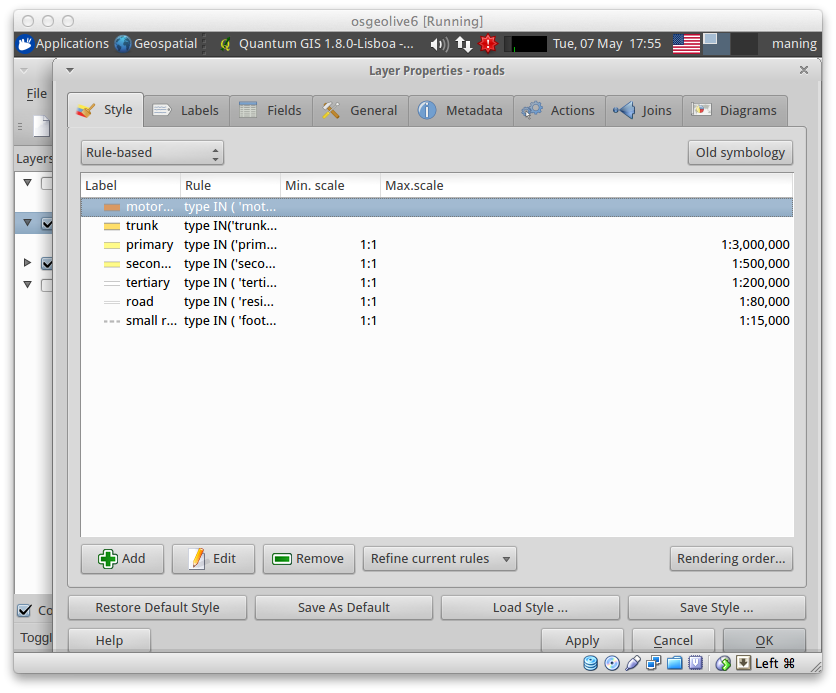 osgeolive6 [Running]
Applications Geospatial Quantum GIS 1.8.0-Lisboa -... Tue, 07 May 17:55 maning
Layer Properties - roads
File
Style Labels Fields General Metadata Actions Joins Diagrams
Layers
Rule-based Old symbology
Label Rule Min. scale Max.scale
motor... type IN ( 'mot...
trunk type IN('trunk...
primary type IN ('prim... 1:1 1:3,000,000
secon... type IN ('seco... 1:1 1:500,000
tertiary type IN ( 'terti... 1:1 1:200,000
road type IN ( 'resi... 1:1 1:80,000
small r... type IN ( 'foot... 1:1 1:15,000
Add Edit Remove Refine current rules Rendering order...
Restore Default Style Save As Default Load Style ... Save Style ...
Co
Toggl
Help Apply Cancel OK
Left ⌘